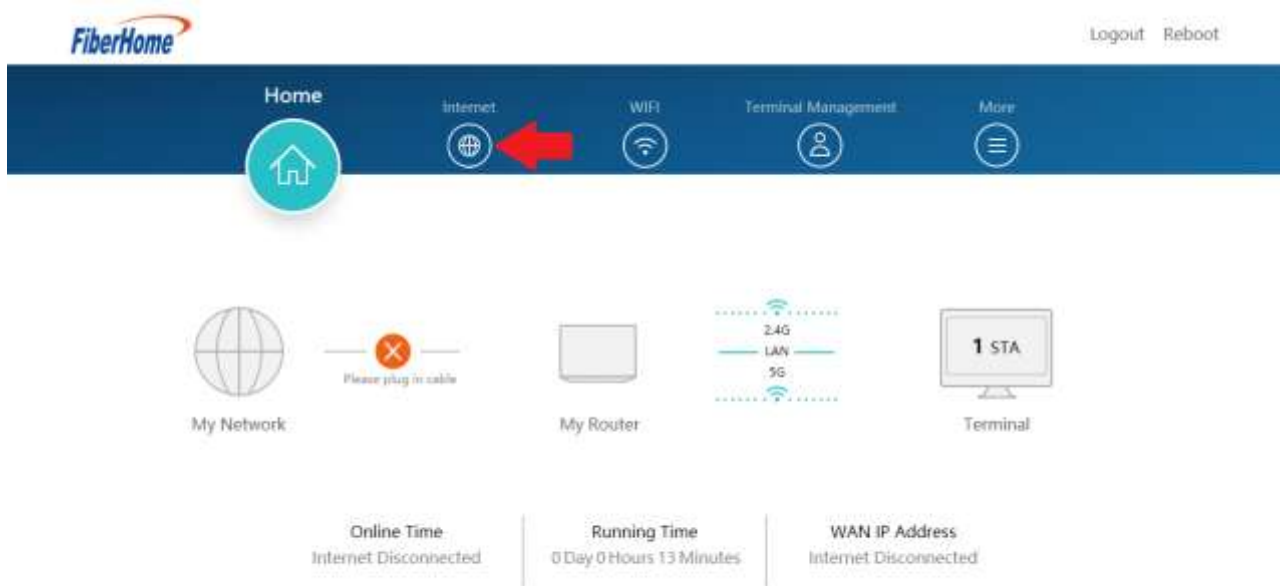 FiberHome
Logout Reboot
Home
Internet
WIFI
Terminal Management
More
2.4G
LAN
5G
1 STA
Please plug in cable
My Network
My Router
Terminal
Online Time
Running Time
WAN IP Address
Internet Disconnected
0 Day 0 Hours 13 Minutes
Internet Disconnected